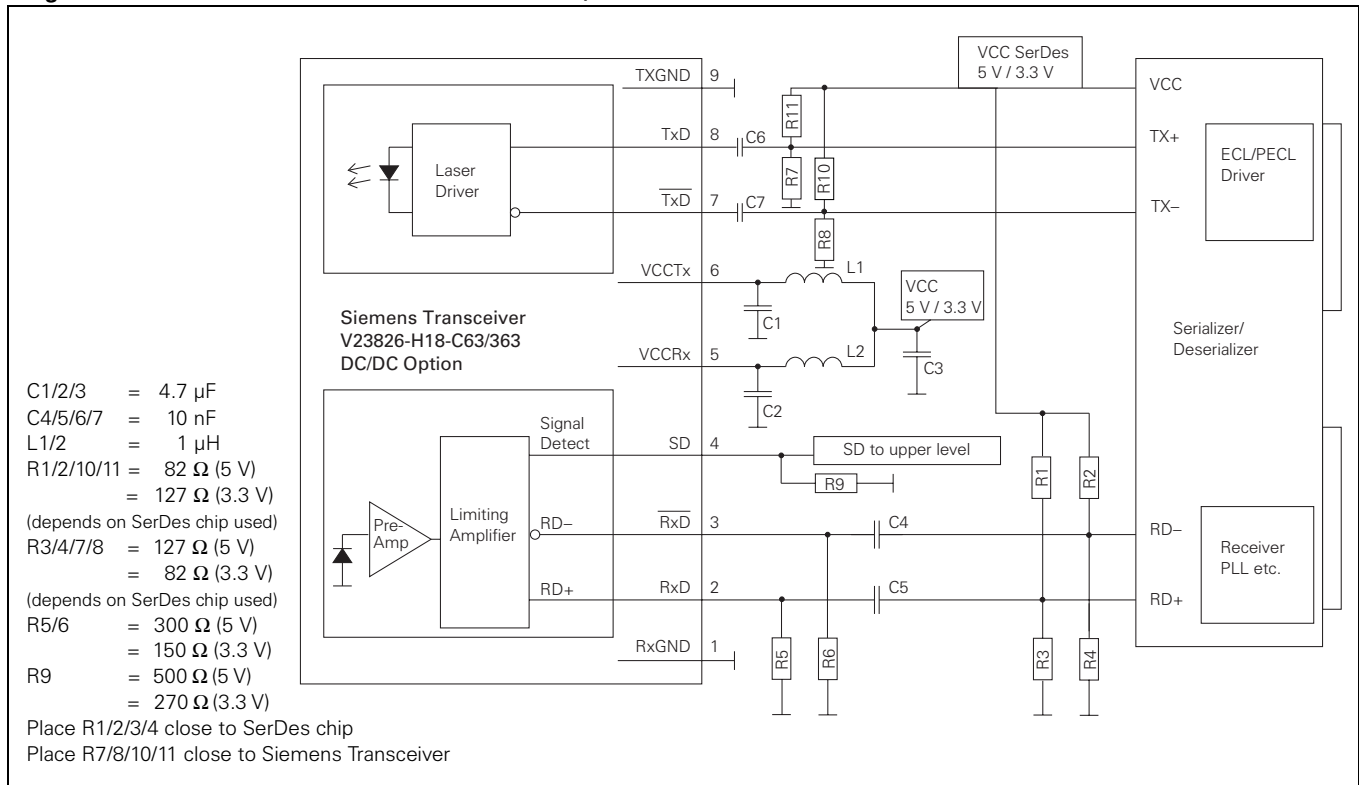 VCC SerDes
5 V / 3.3 V
TXGND 9
VCC
R11
TxD 8
C6
TX+
ECL/PECL
Driver
Laser
Driver
R7
R10
TxD 7
C7
TX−
R8
VCCTx 6
L1
VCC
5 V / 3.3 V
C1
Siemens Transceiver
V23826-H18-C63/363
DC/DC Option
Serializer/
Deserializer
VCCRx 5
L2
C3
C2
C1/2/3 = 4.7 µF
C4/5/6/7 = 10 nF
L1/2 = 1 µH
R1/2/10/11 = 82 Ω (5 V)
= 127 Ω (3.3 V)
(depends on SerDes chip used)
R3/4/7/8 = 127 Ω (5 V)
= 82 Ω (3.3 V)
(depends on SerDes chip used)
R5/6 = 300 Ω (5 V)
= 150 Ω (3.3 V)
R9 = 500 Ω (5 V)
= 270 Ω (3.3 V)
Place R1/2/3/4 close to SerDes chip
Place R7/8/10/11 close to Siemens Transceiver
Signal
Detect
SD 4
SD to upper level
R9
R1
R2
Pre-
Amp
Limiting
Amplifier
RD−
RxD 3
C4
RD−
Receiver
PLL etc.
RD+
RxD 2
C5
RD+
RxGND 1
R5
R6
R3
R4